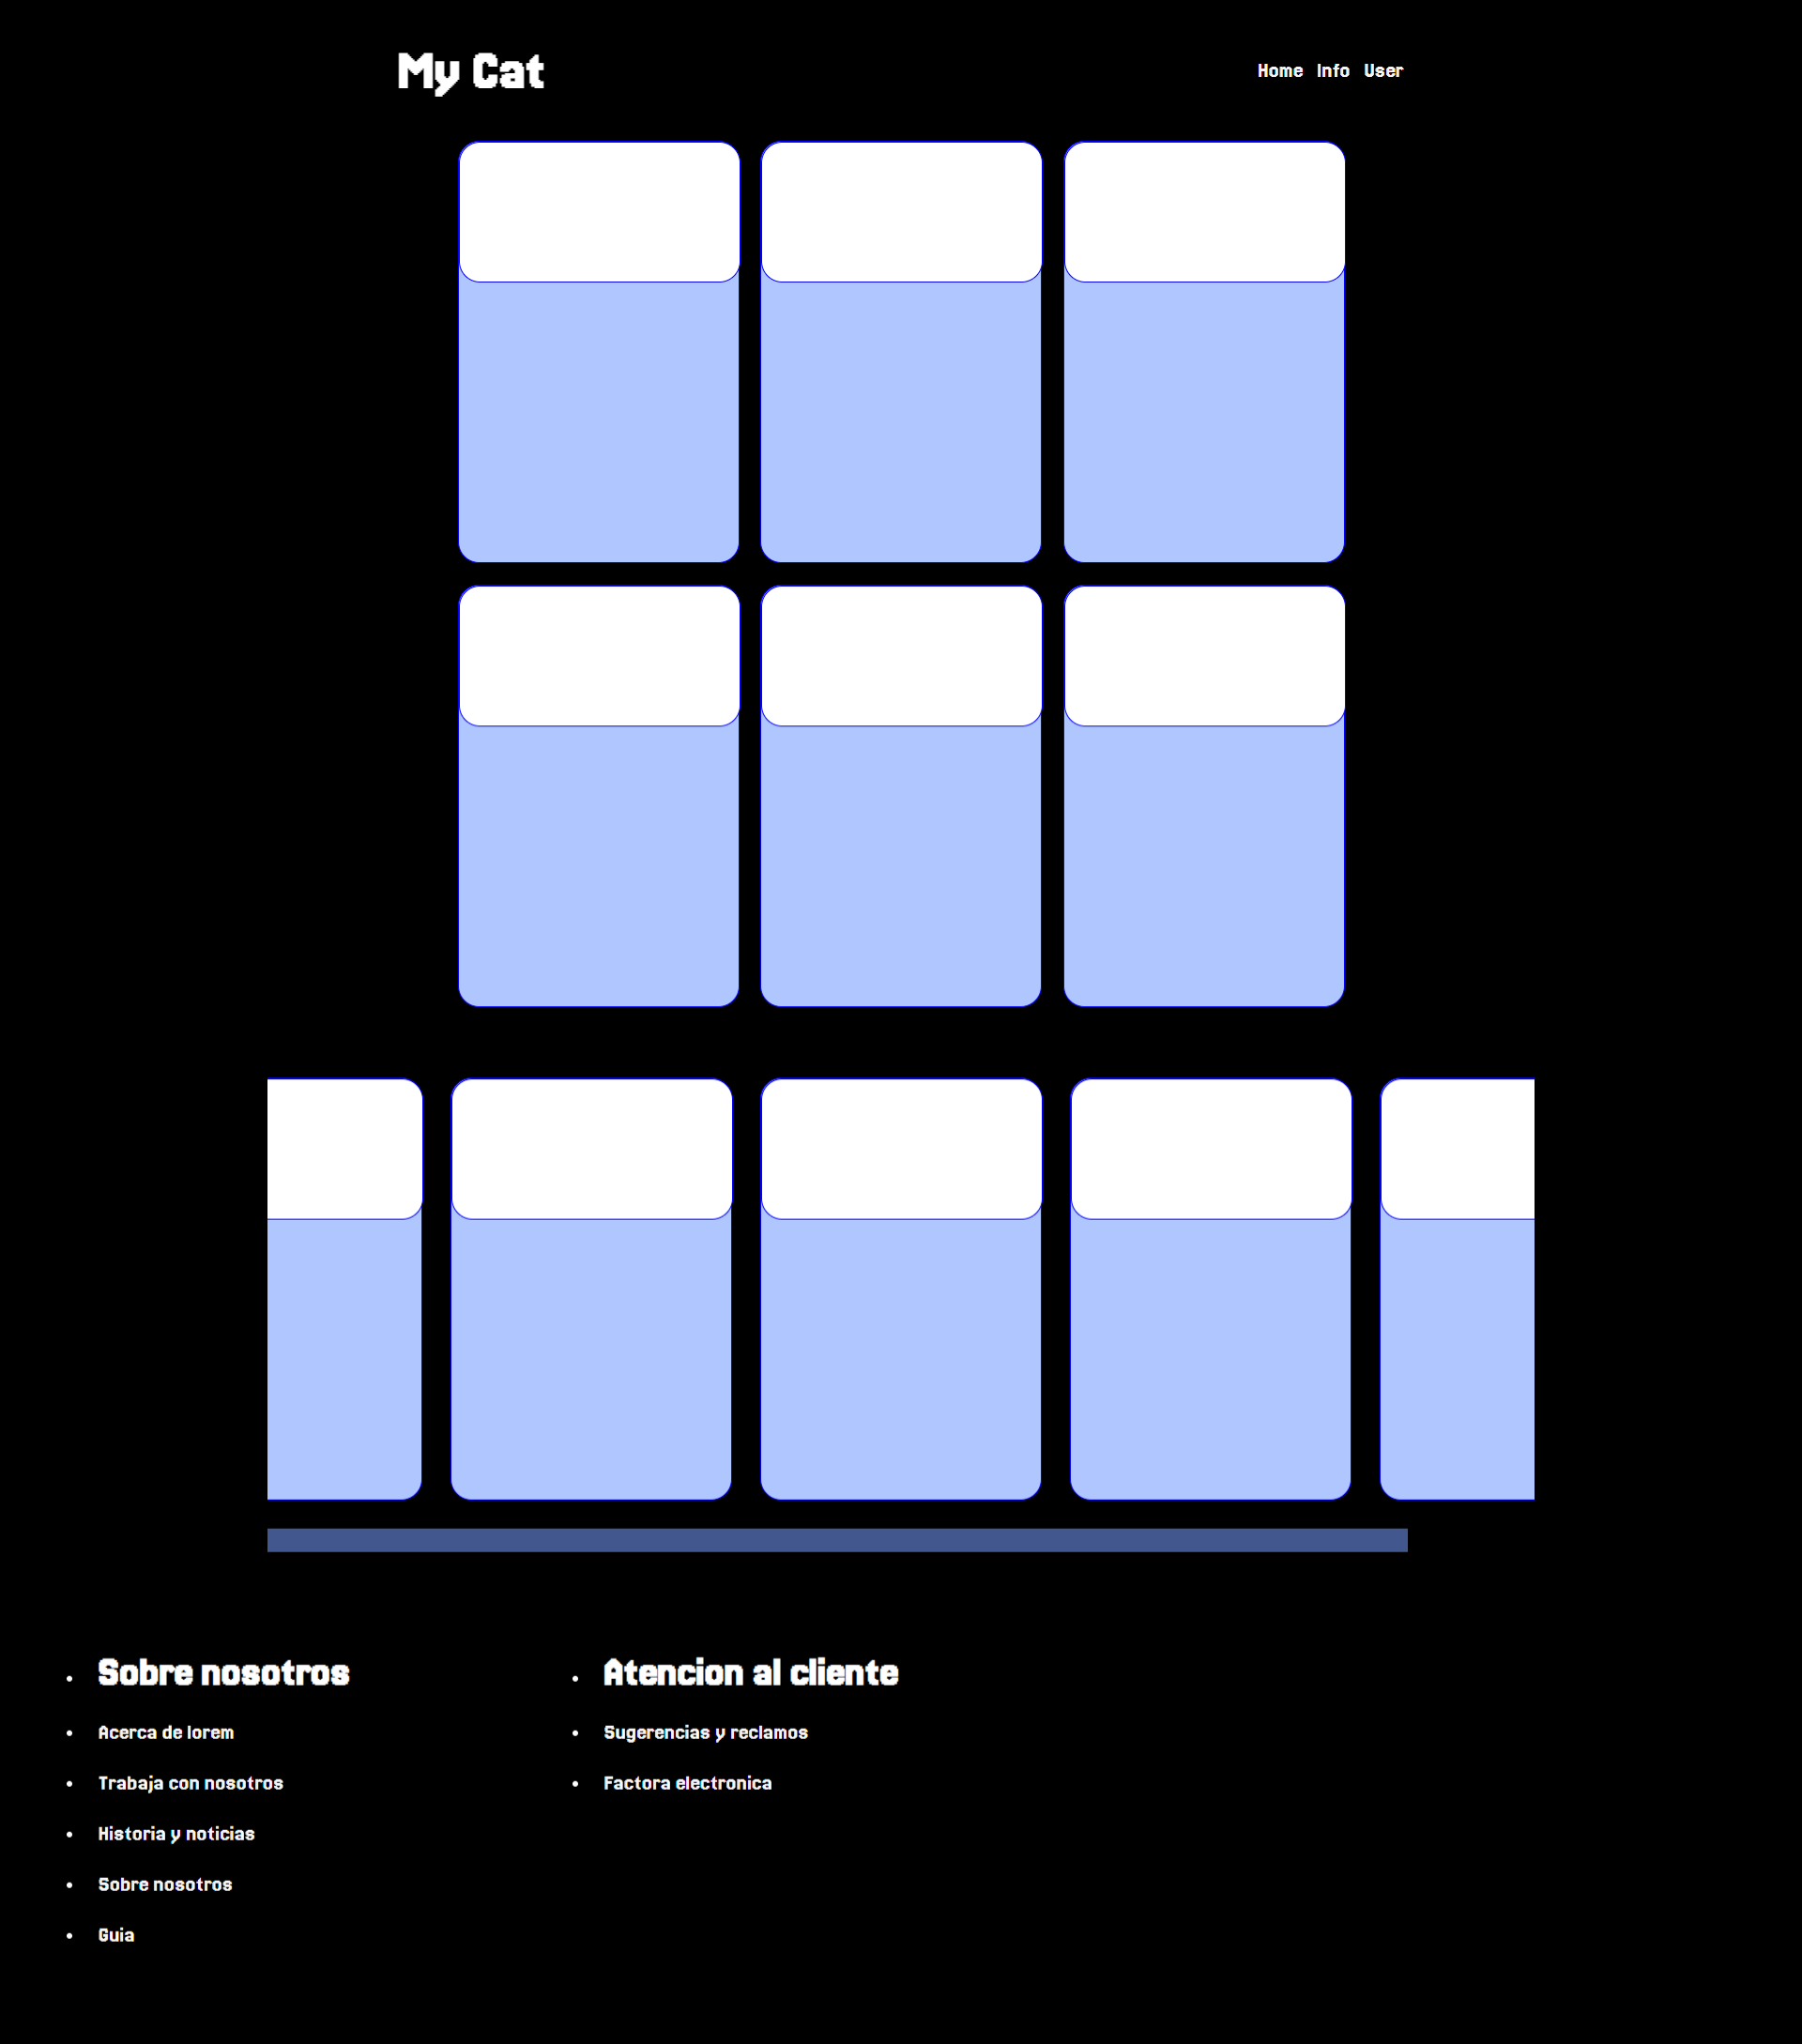 My Cat
Home Info User
Sobre nosotros
Acerca de lorem
Trabaja con nosotros
Historia y noticias
Sobre nosotros
Guia
Atencion al cliente
Sugerencias y reclamos
Factora electronica